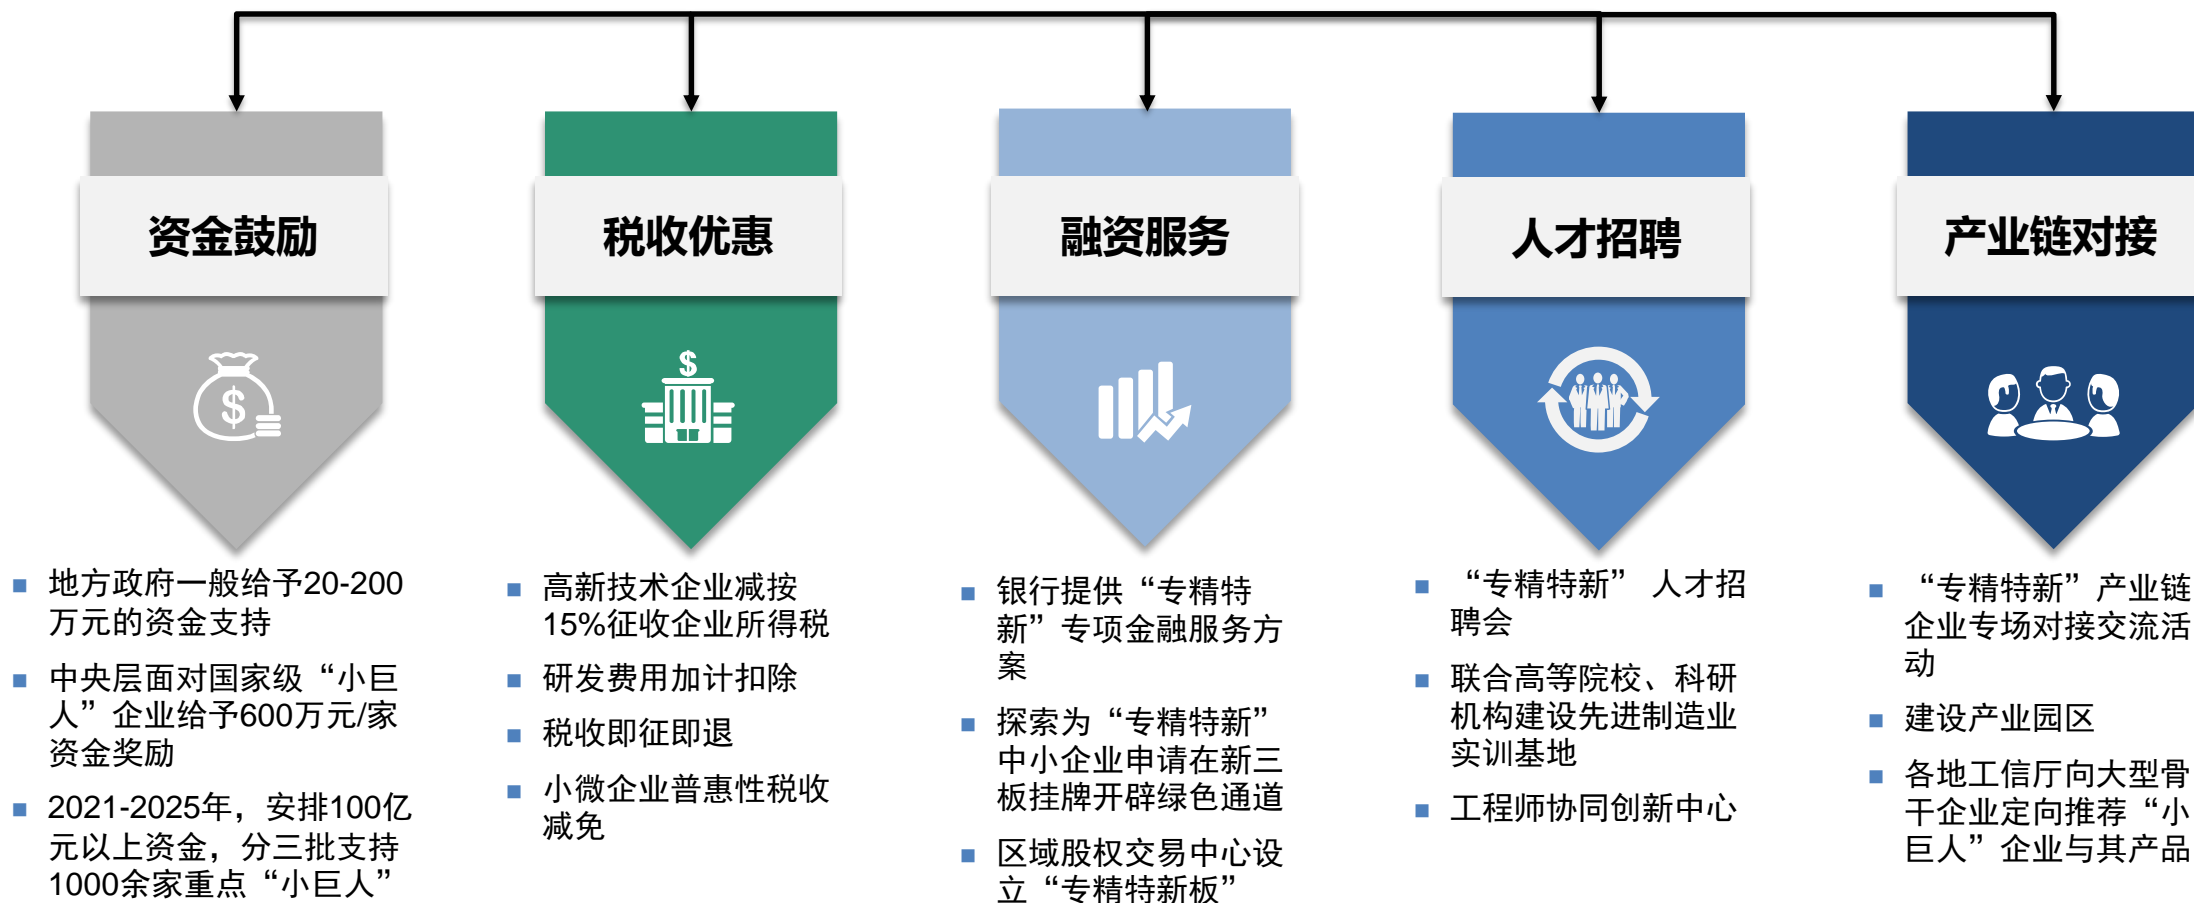 资金鼓励
税收优惠
融资服务
人才招聘
产业链对接
$
$
地方政府一般给予20-200
万元的资金支持
中央层面对国家级“小巨
人”企业给予600万元/家
资金奖励
2021-2025年，安排100亿
元以上资金，分三批支持
1000余家重点“小巨人”
高新技术企业减按
15%征收企业所得税
研发费用加计扣除
税收即征即退
小微企业普惠性税收
减免
银行提供“专精特
新”专项金融服务方
案
探索为“专精特新”
中小企业申请在新三
板挂牌开辟绿色通道
区域股权交易中心设
立“专精特新板”
“专精特新” 人才招
聘会
联合高等院校、科研
机构建设先进制造业
实训基地
工程师协同创新中心
“专精特新”产业链
企业专场对接交流活
动
建设产业园区
各地工信厅向大型骨
干企业定向推荐“小
巨人”企业与其产品